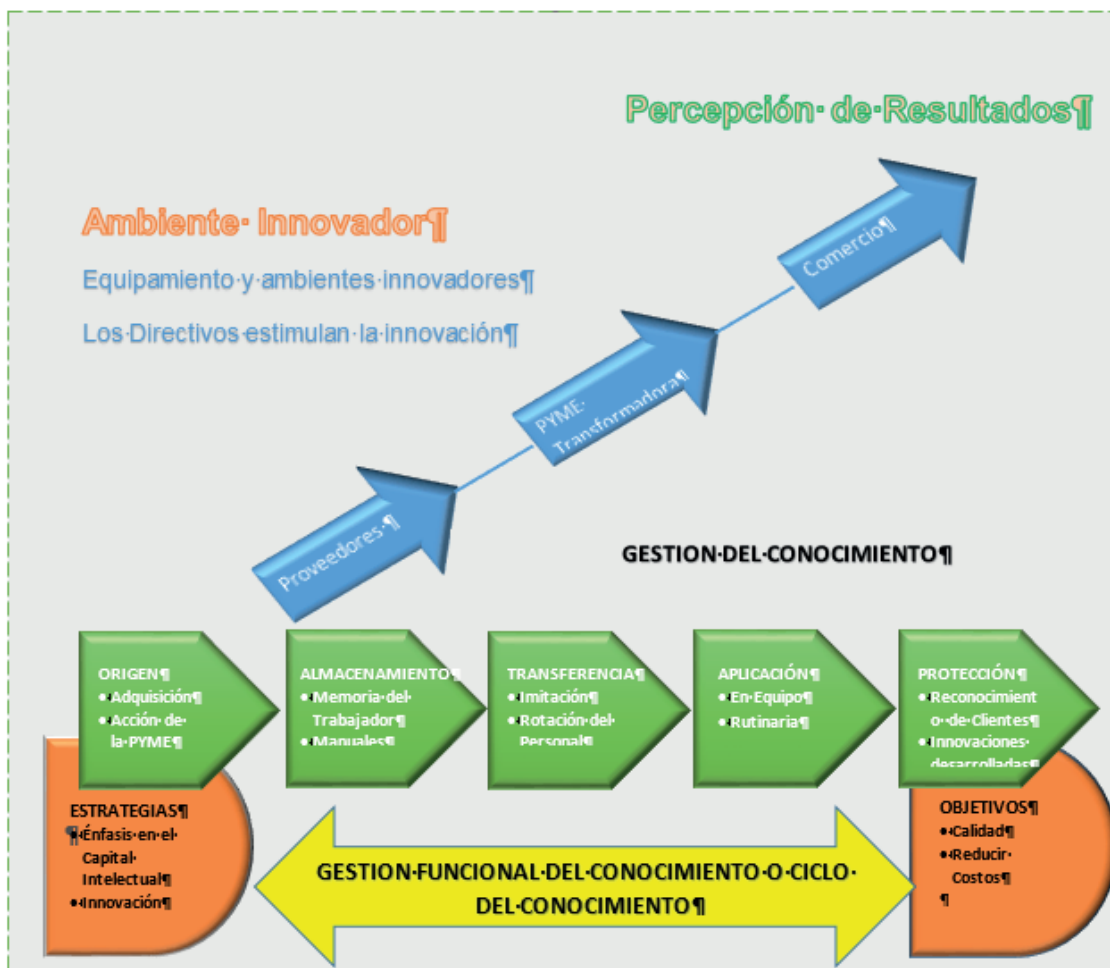 Percepción· de·Resultados¶
Ambiente· Innovador¶
Equipamiento·y·ambientes·innovadores¶
Los·Directivos·estimulan·la·innovación¶
Comercio¶
PYME·
Transformadora¶
Proveedores·¶
GESTION·DEL·CONOCIMIENTO¶
ORIGEN¶
•Adquisición¶
•Acción·de·
la·PYME¶
ALMACENAMIENTO¶
•Memoria·del·
Trabajador¶
•Manuales¶
TRANSFERENCIA¶
•Imitación¶
•Rotación·del·
Personal¶
APLICACIÓN¶
•En·Equipo¶
•Rutinaria¶
PROTECCIÓN¶
•Reconocimient
o··de·Clientes¶
•Innovaciones·
desarrolladas¶
ESTRATEGIAS¶
¶•Énfasis·en·el
Capital·
Intelectual¶
•Innovación¶
GESTION·FUNCIONAL·DEL·CONOCIMIENTO·O·CICLO·
DEL·CONOCIMIENTO¶
OBJETIVOS¶
•Calidad¶
•Reducir·
Costos¶
¶